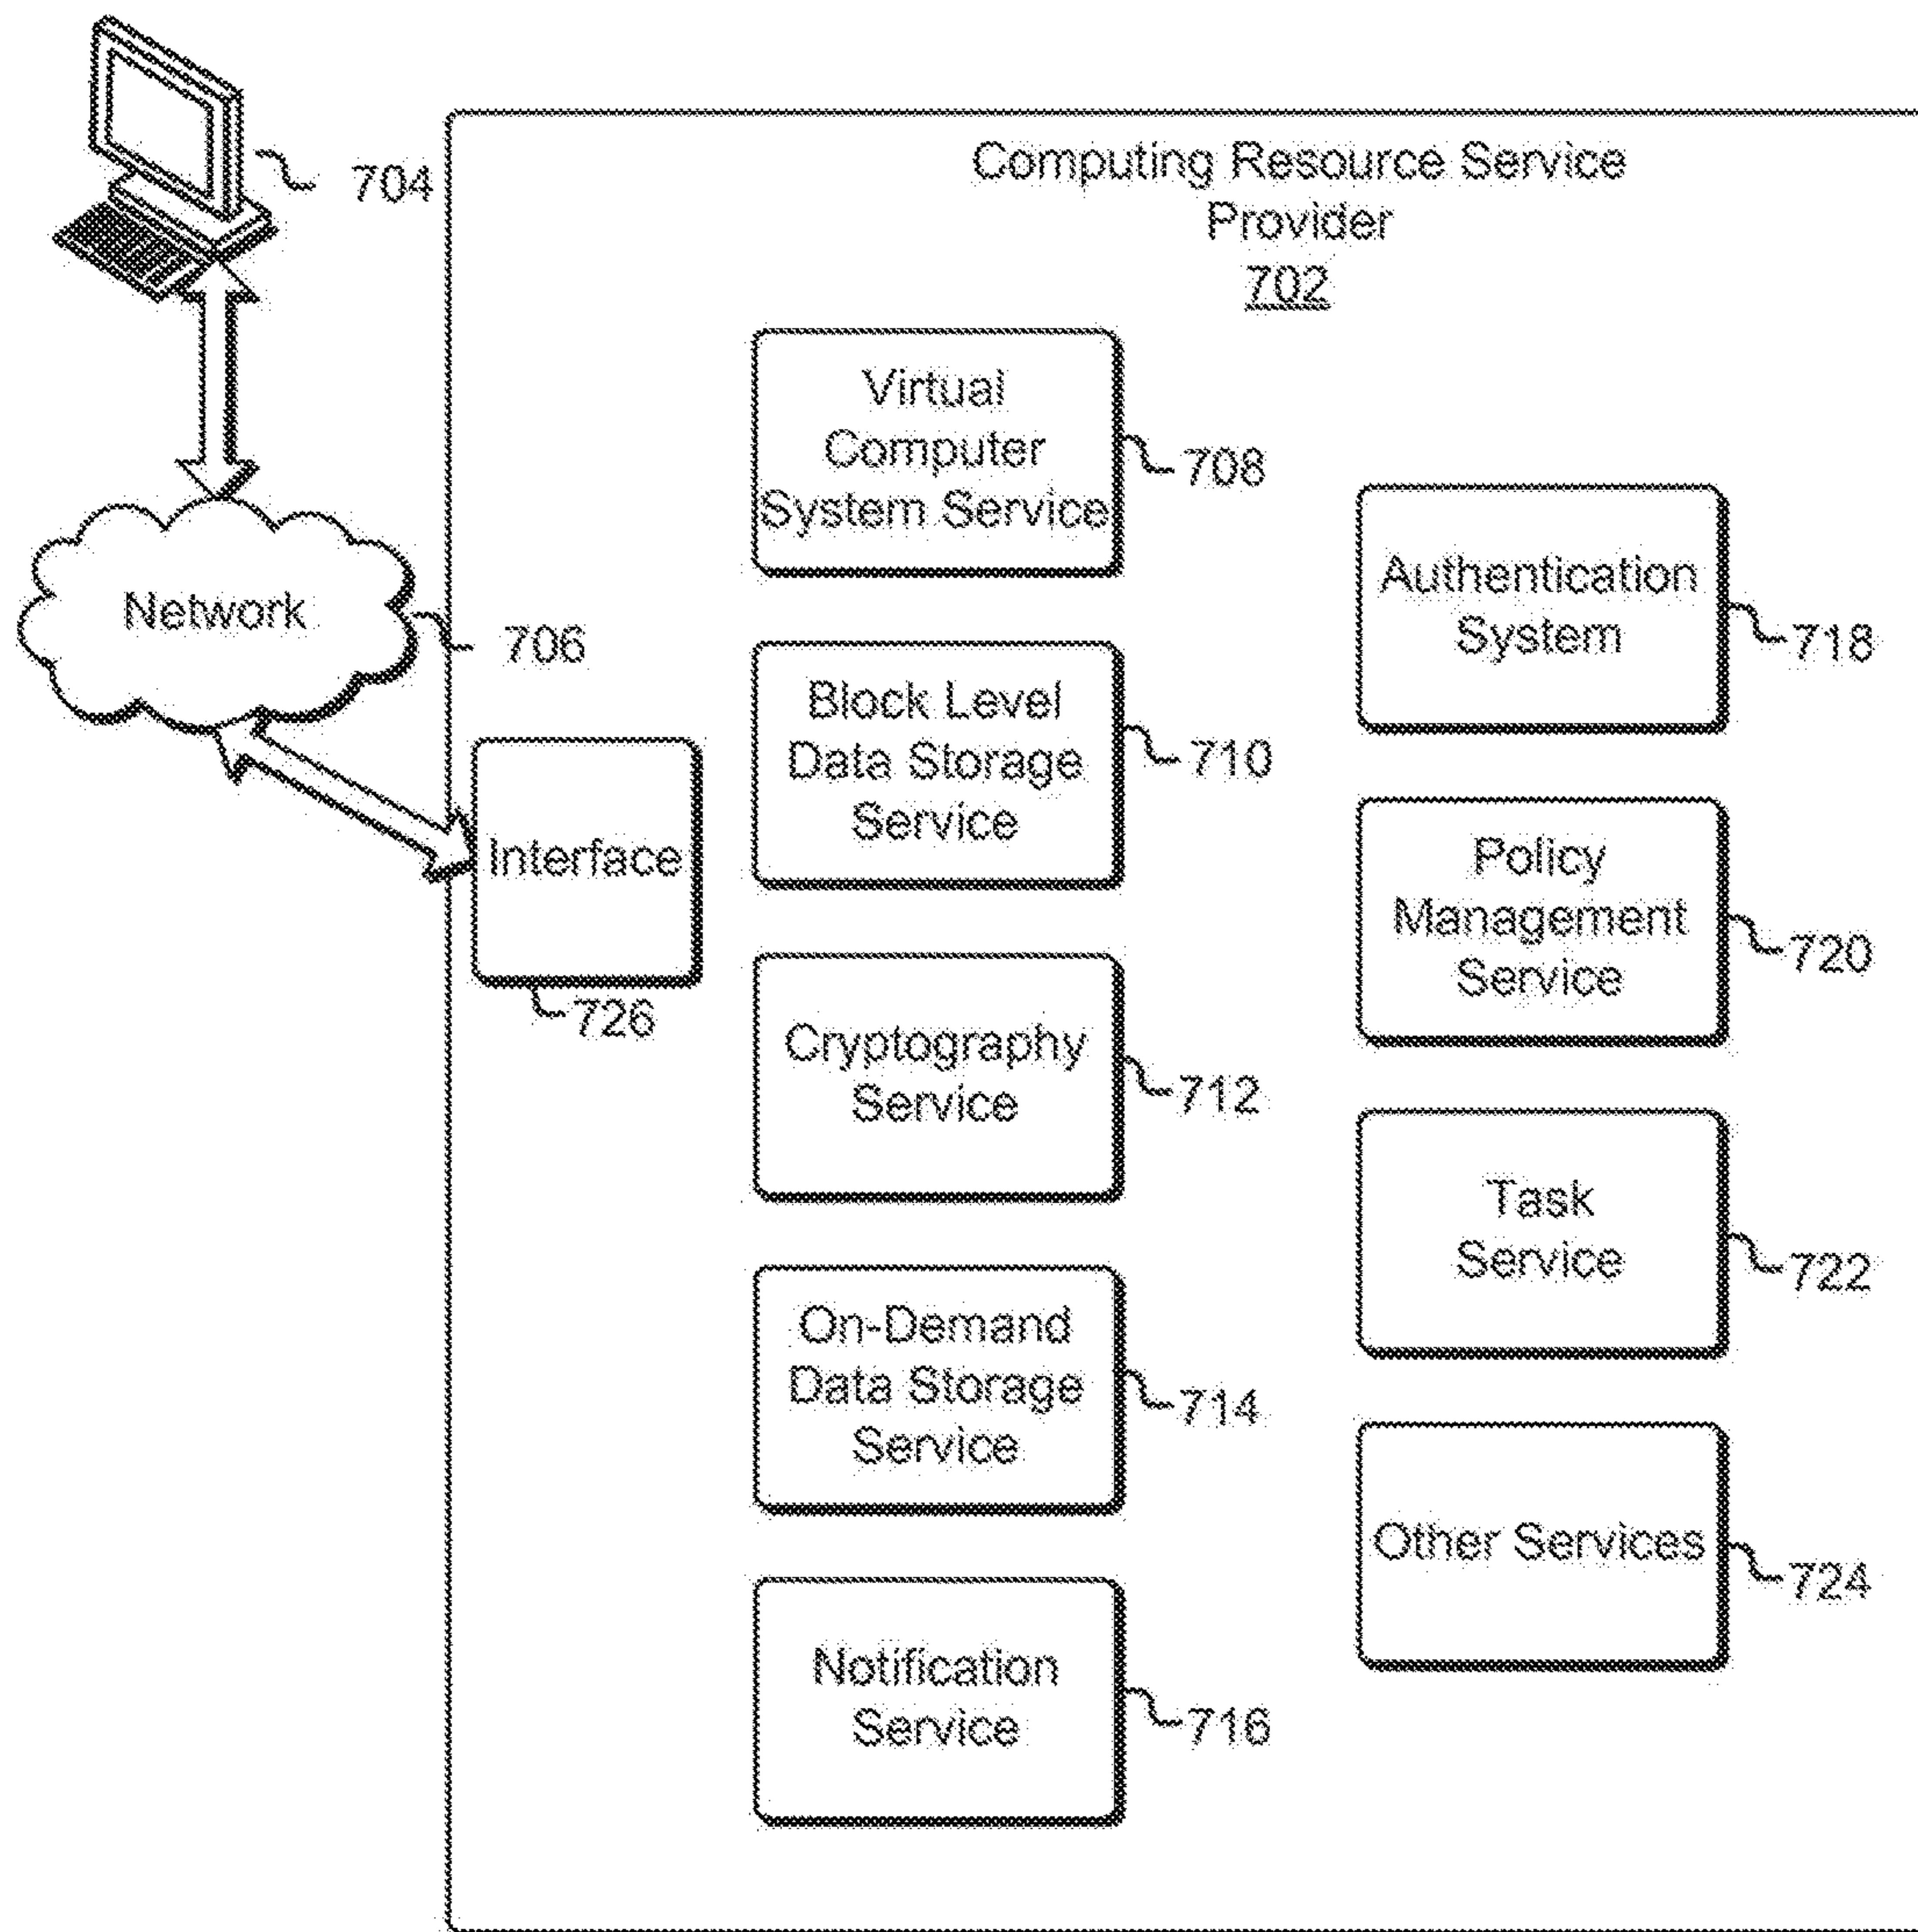 704
Computing Resource Service
Provider
702
Virtual
Computer
System Service
708
Authentication
System
718
Network
706
Block Level
Data Storage
Service
710
Interface
726
Policy
Management
Service
720
Cryptography
Service
712
Task
Service
722
On-Demand
Data Storage
Service
714
Other Services
724
Notification
Service
716